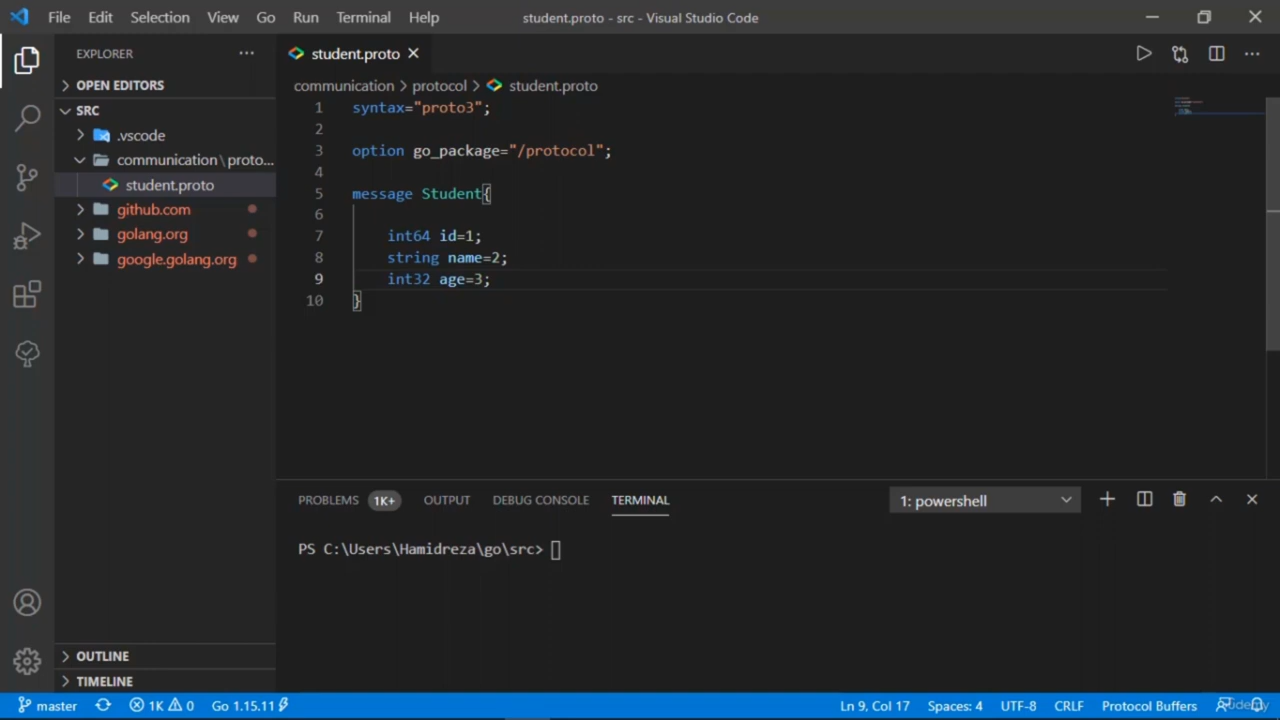 File Edit Selection View Go Run Terminal Help
student.proto - src - Visual Studio Code
EXPLORER
OPEN EDITORS
SRC
.vscode
communication\proto...
student.proto
github.com
golang.org
google.golang.org
OUTLINE
TIMELINE
student.proto
communication > protocol > student.proto
1 syntax="proto3";
2
3 option go_package="/protocol";
4
5 message Student{
6
7 int64 id=1;
8 string name=2;
9 int32 age=3;
10 }
PROBLEMS 1K+ OUTPUT DEBUG CONSOLE TERMINAL
1: powershell
PS C:\Users\Hamidreza\go\src>
master 1K 0 Go 1.15.11
Ln 9, Col 17 Spaces: 4 UTF-8 CRLF Protocol Buffers